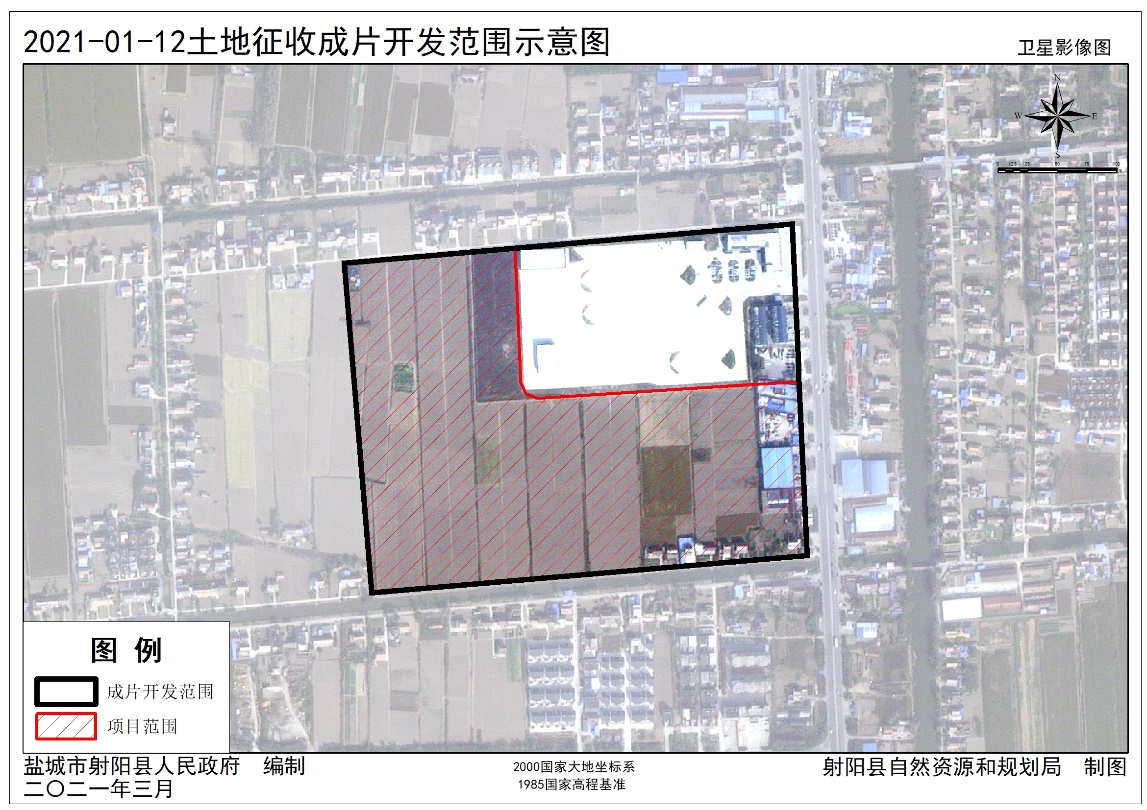 2021-01-12土地征收成片开发范围示意图
卫星影像图
N
W E
S
图 例
成片开发范围
项目范围
盐城市射阳县人民政府 编制
二〇二一年三月
2000国家大地坐标系
1985国家高程基准
射阳县自然资源和规划局 制图